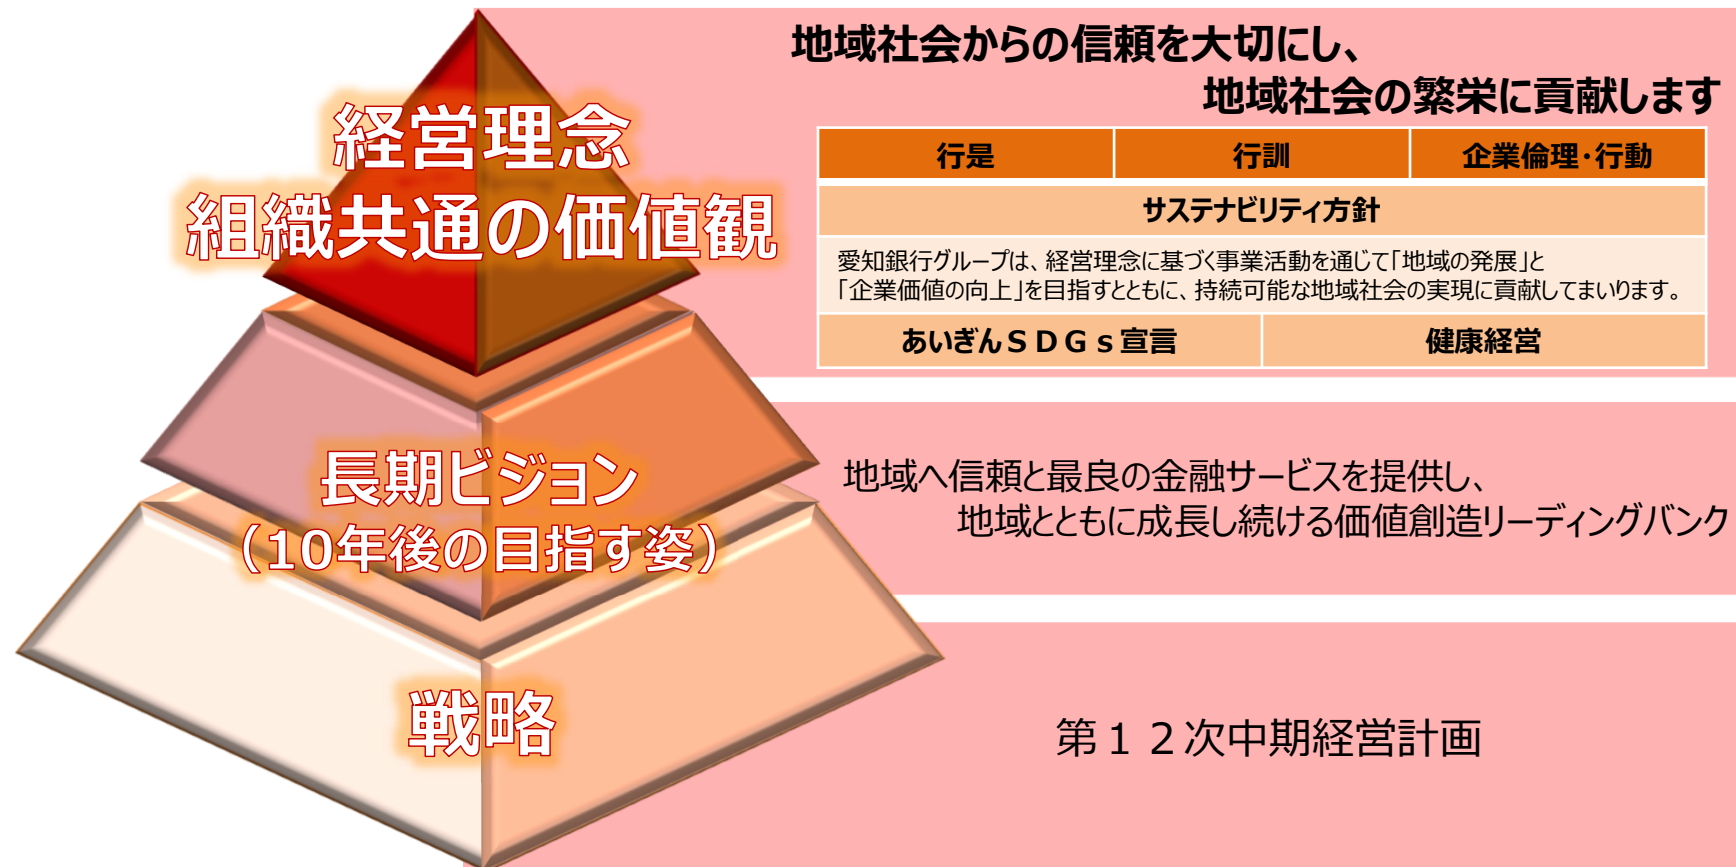 地域社会からの信頼を大切にし、
地域社会の繁栄に貢献します
経営理念
組織共通の価値観
行是 行訓 企業倫理・行動
サステナビリティ方針
愛知銀行グループは、経営理念に基づく事業活動を通じて「地域の発展」と
「企業価値の向上」を目指すとともに、持続可能な地域社会の実現に貢献してまいります。
あいぎんＳＤＧｓ宣言 健康経営
長期ビジョン
（10年後の目指す姿）
地域へ信頼と最良の金融サービスを提供し、
地域とともに成長し続ける価値創造リーディングバンク
戦略
第１２次中期経営計画